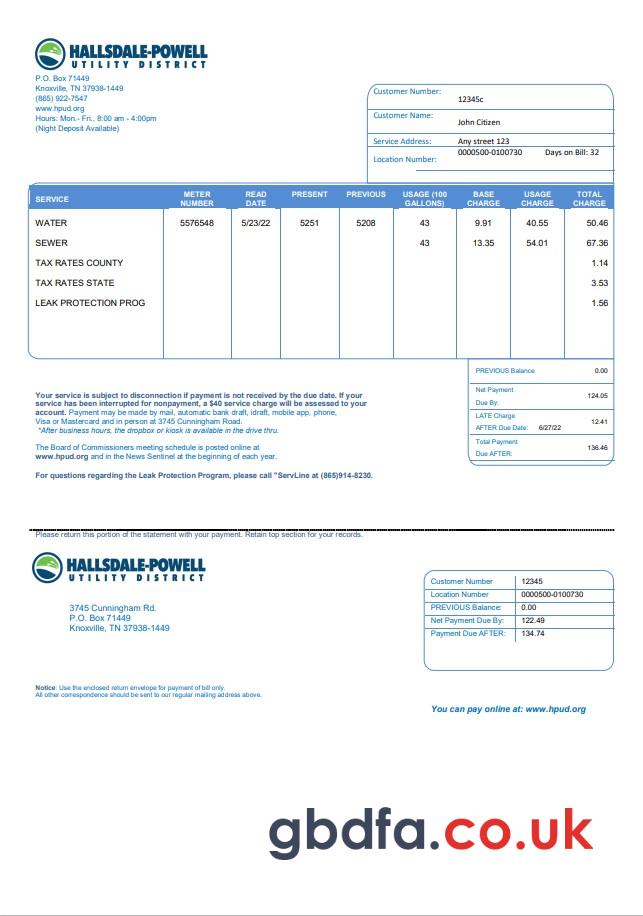 HALLSDALE-POWELL
UTILITY DISTRICT
P.O. Box 71449
Knoxville, TN 37938-1449
(865) 922-7547
www.hpud.org
Hours: Mon.- Fri., 8:00 am - 4:00pm
(Night Deposit Available)
Customer Number:
12345c
Customer Name:
John Citizen
Service Address: Any street 123
Location Number: 0000500-0100730 Days on Bill: 32
SERVICE METER NUMBER READ DATE PRESENT PREVIOUS USAGE (100 GALLONS) BASE CHARGE USAGE CHARGE TOTAL CHARGE
WATER 5576548 5/23/22 5251 5208 43 9.91 40.55 50.46
SEWER 43 13.35 54.01 67.36
TAX RATES COUNTY 1.14
TAX RATES STATE 3.53
LEAK PROTECTION PROG 1.56
PREVIOUS Balance 0.00
Net Payment
Due By: 124.05
LATE Charge
AFTER Due Date: 6/27/22 12.41
Total Payment
Due AFTER: 136.46
Your service is subject to disconnection if payment is not received by the due date. If your
service has been interrupted for nonpayment, a $40 service charge will be assessed to your
account. Payment may be made by mail, automatic bank draft, idraft, mobile app, phone,
Visa or Mastercard and in person at 3745 Cunningham Road.
*After business hours, the dropbox or kiosk is available in the drive thru.
The Board of Commissioners meeting schedule is posted online at
www.hpud.org and in the News Sentinel at the beginning of each year.
For questions regarding the Leak Protection Program, please call "ServLine at (865)914-8230.
Please return this portion of the statement with your payment. Retain top section for your records.
HALLSDALE-POWELL
UTILITY DISTRICT
3745 Cunningham Rd.
P.O. Box 71449
Knoxville, TN 37938-1449
Customer Number 12345
Location Number 0000500-0100730
PREVIOUS Balance: 0.00
Net Payment Due By: 122.49
Payment Due AFTER: 134.74
Notice: Use the enclosed return envelope for payment of bill only.
All other correspondence should be sent to our regular mailing address above.
You can pay online at: www.hpud.org
gbdfa.co.uk